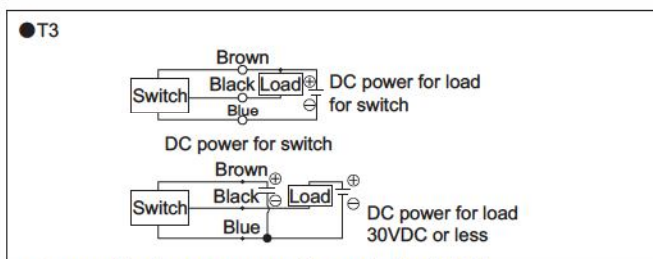 ●T3
Brown
Black Load ⊕ DC power for load
Switch ⊖ for switch
Blue
DC power for switch
Brown ⊕ ⊕
Black ⊖ Load ⊖
Switch DC power for load
Blue 30VDC or less